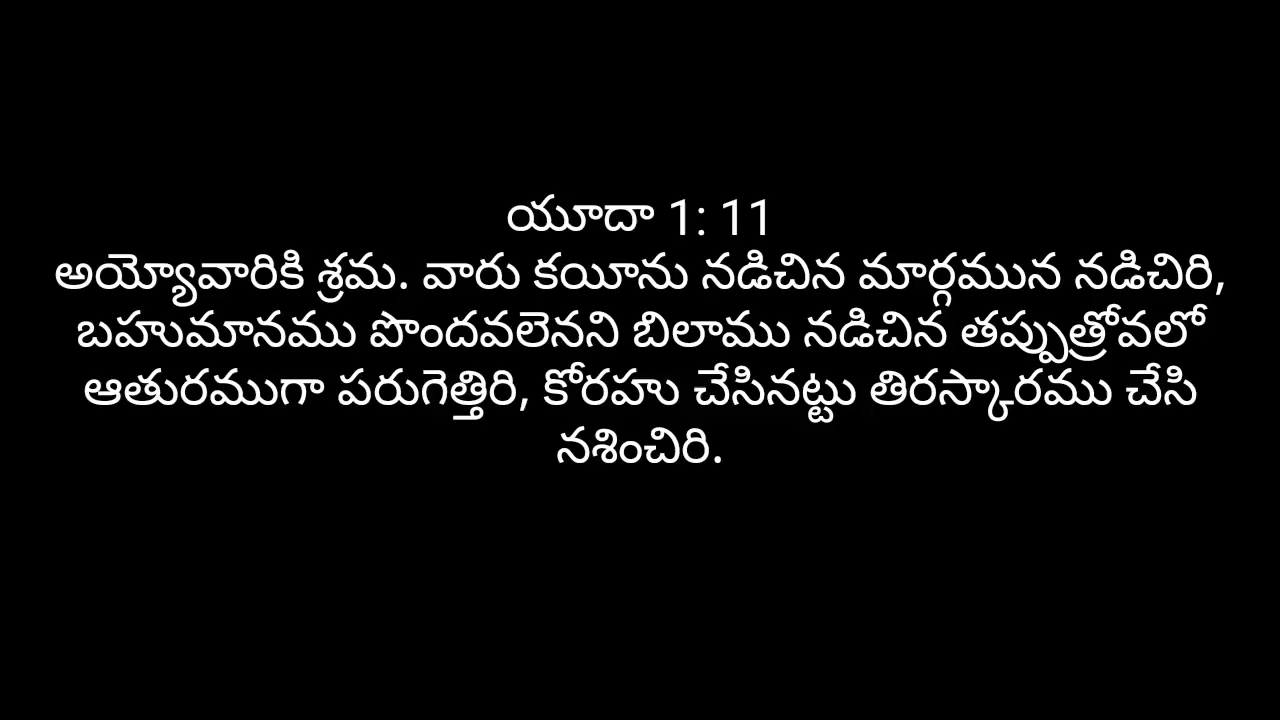 యూదా 1: 11
అయ్యోవారికి శ్రమ. వారు కయీను నడిచిన మార్గమున నడిచిరి,
బహుమానము పొందవలెనని బిలాము నడిచిన తప్పుత్రోవలో
ఆతురముగా పరుగెత్తిరి, కోరహు చేసినట్టు తిరస్కారము చేసి
నశించిరి.